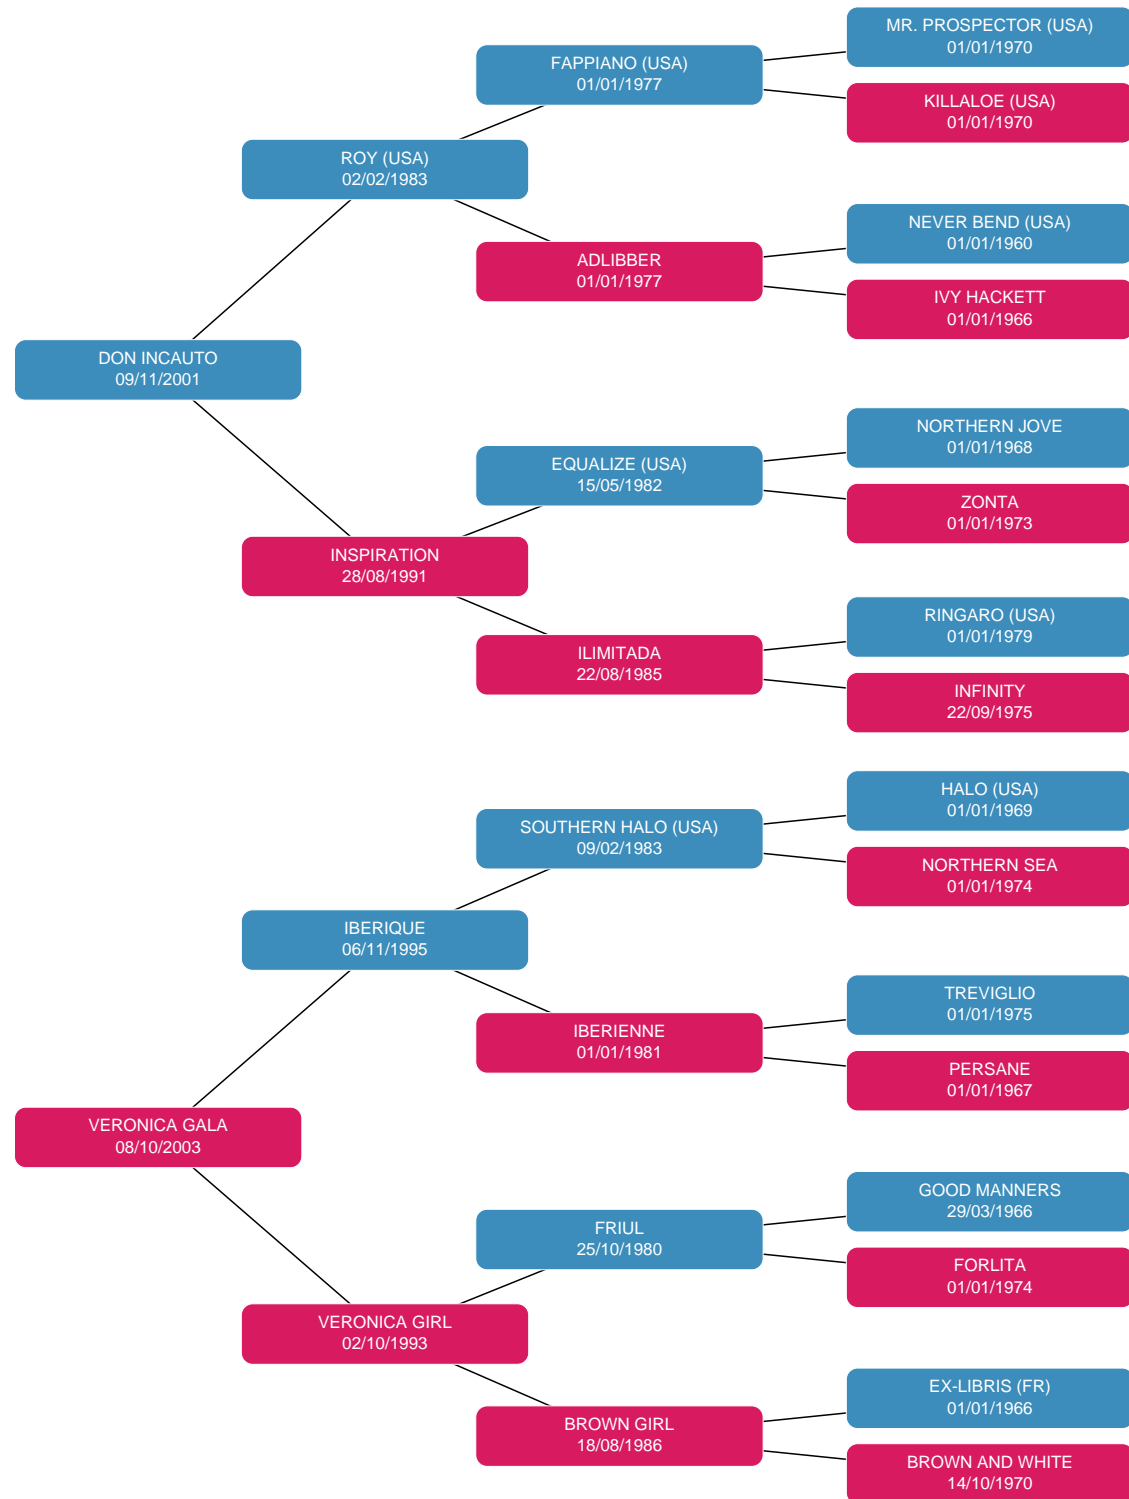 MR. PROSPECTOR (USA)
01/01/1970
FAPPIANO (USA)
01/01/1977
KILLALOE (USA)
01/01/1970
ROY (USA)
02/02/1983
NEVER BEND (USA)
01/01/1960
ADLIBBER
01/01/1977
IVY HACKETT
01/01/1966
DON INCAUTO
09/11/2001
NORTHERN JOVE
01/01/1968
EQUALIZE (USA)
15/05/1982
ZONTA
01/01/1973
INSPIRATION
28/08/1991
RINGARO (USA)
01/01/1979
ILIMITADA
22/08/1985
INFINITY
22/09/1975
HALO (USA)
01/01/1969
SOUTHERN HALO (USA)
09/02/1983
NORTHERN SEA
01/01/1974
IBERIQUE
06/11/1995
TREVIGLIO
01/01/1975
IBERIENNE
01/01/1981
PERSANE
01/01/1967
VERONICA GALA
08/10/2003
GOOD MANNERS
29/03/1966
FRIUL
25/10/1980
FORLITA
01/01/1974
VERONICA GIRL
02/10/1993
EX-LIBRIS (FR)
01/01/1966
BROWN GIRL
18/08/1986
BROWN AND WHITE
14/10/1970